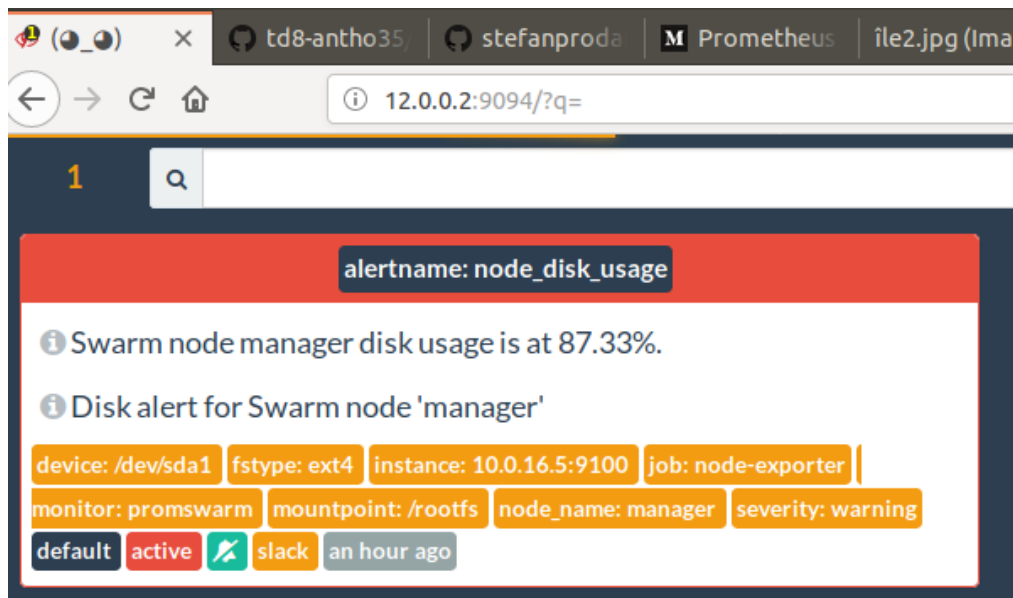 (◕_◕) × td8-antho35/ stefanproda Prometheus île2.jpg (Ima
12.0.0.2:9094/?q=
1
alertname: node_disk_usage
Swarm node manager disk usage is at 87.33%.
Disk alert for Swarm node 'manager'
device: /dev/sda1 fstype: ext4 instance: 10.0.16.5:9100 job: node-exporter
monitor: promswarm mountpoint: /rootfs node_name: manager severity: warning
default active slack an hour ago